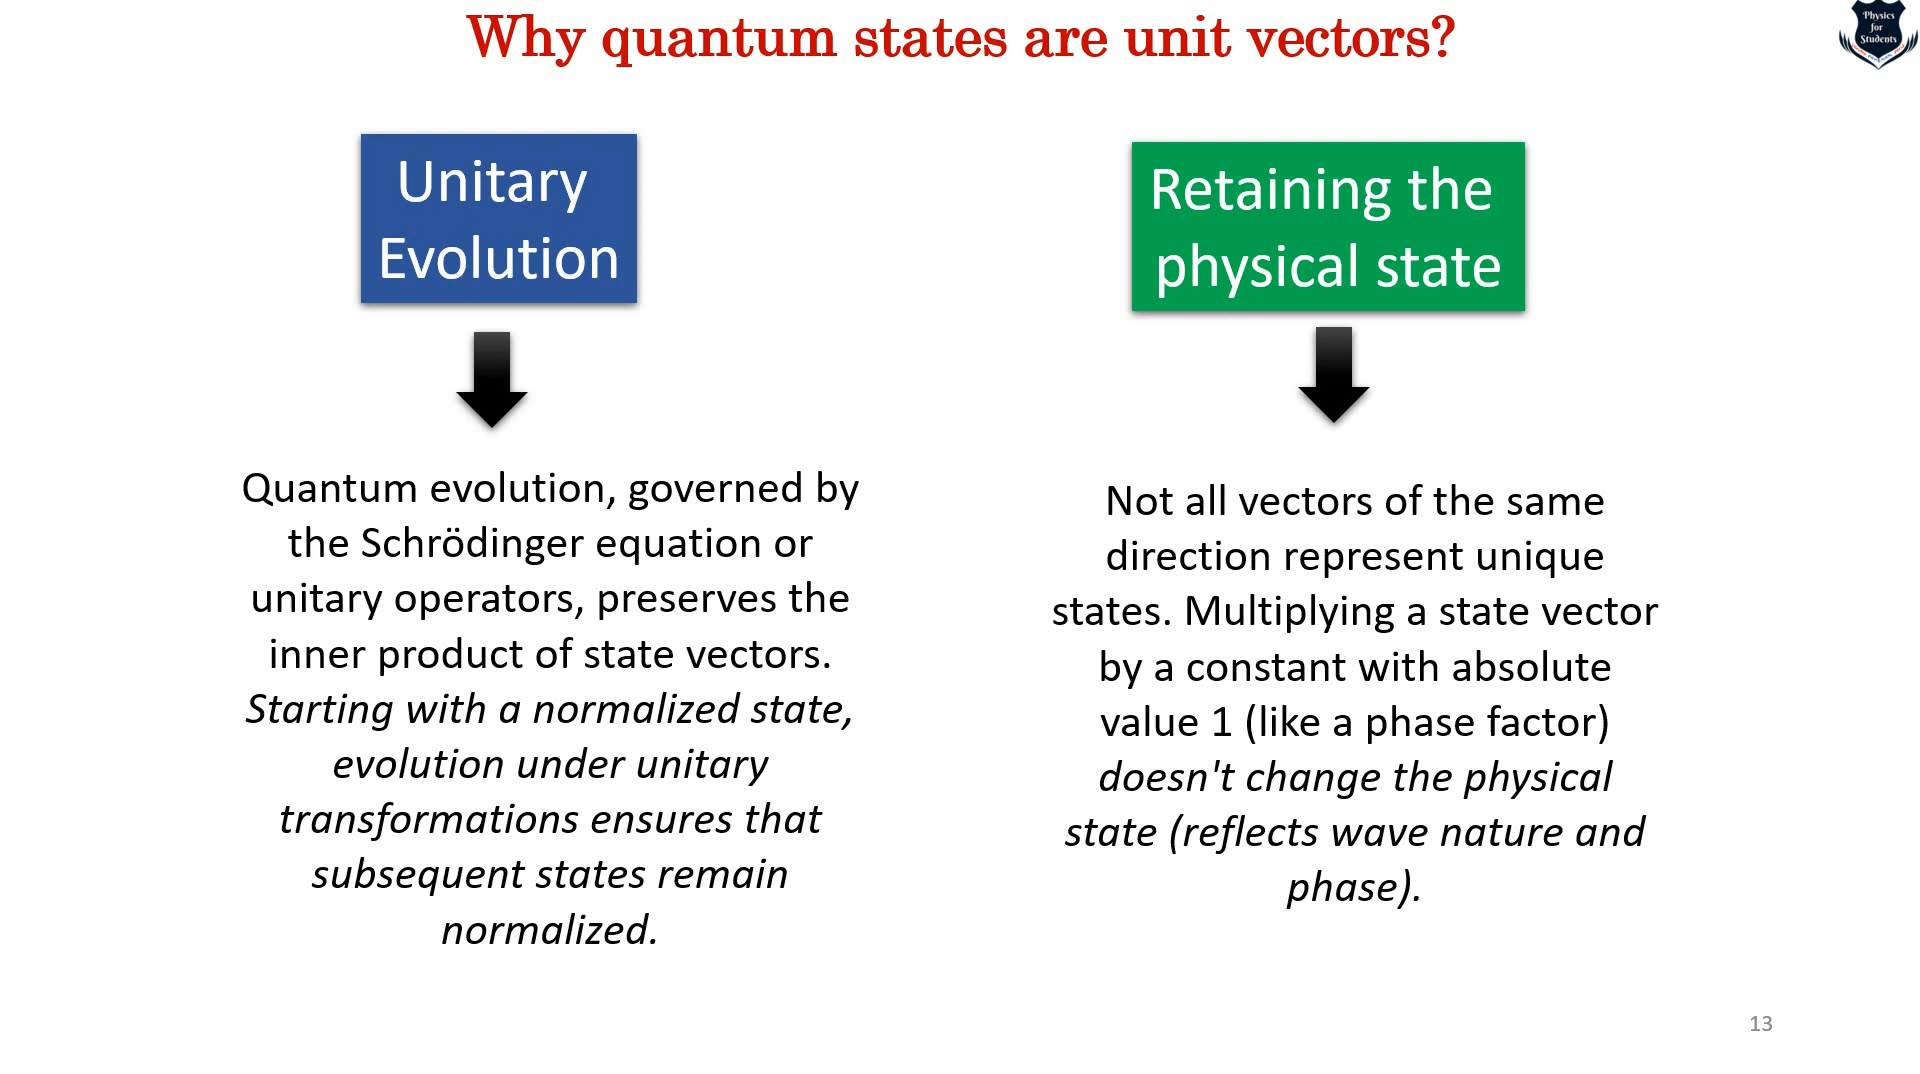 Why quantum states are unit vectors?
Physics
for
Students
Unitary
Evolution
Retaining the
physical state
Quantum evolution, governed by
the Schrödinger equation or
unitary operators, preserves the
inner product of state vectors.
Starting with a normalized state,
evolution under unitary
transformations ensures that
subsequent states remain
normalized.
Not all vectors of the same
direction represent unique
states. Multiplying a state vector
by a constant with absolute
value 1 (like a phase factor)
doesn't change the physical
state (reflects wave nature and
phase).
13